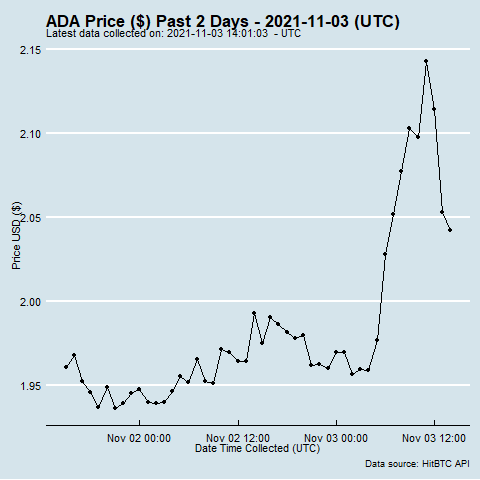 ADA Price ($) Past 2 Days - 2021-11-03 (UTC)
Latest data collected on: 2021-11-03 14:01:03 - UTC
2.15
2.10
2.05
2.00
1.95
Price USD ($)
Nov 02 00:00 Nov 02 12:00 Nov 03 00:00 Nov 03 12:00
Date Time Collected (UTC)
Data source: HitBTC API